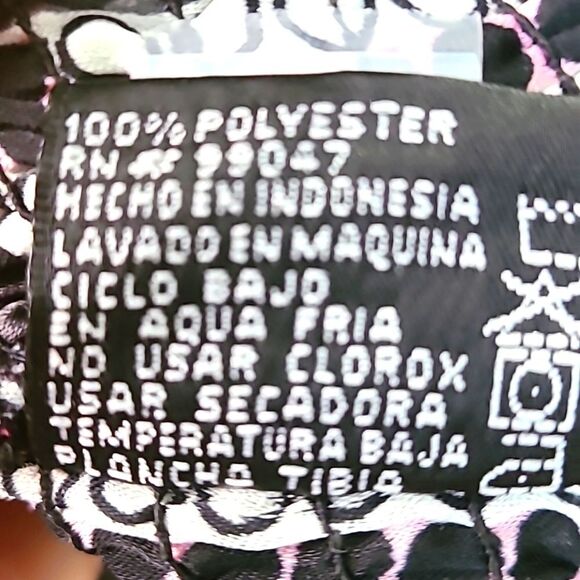 100% POLYESTER
RN # 99047
HECHO EN INDONESIA
LAVADO EN MAQUINA
CICLO BAJO
EN AQUA FRIA
NO USAR CLOROX
USAR SECADORA
TEMPERATURA BAJA
PLANCHA TIBIA